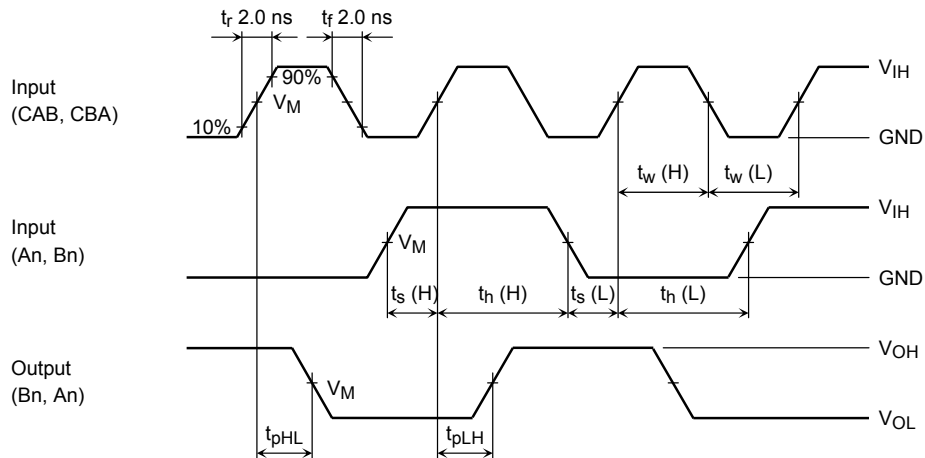 tr 2.0 ns
tf 2.0 ns
Input
(CAB, CBA)
90%
VM
10%
VIH
GND
tw (H)
tw (L)
Input
(An, Bn)
VM
VIH
GND
ts (H)
th (H)
ts (L)
th (L)
Output
(Bn, An)
VM
VOH
VOL
tpHL
tpLH